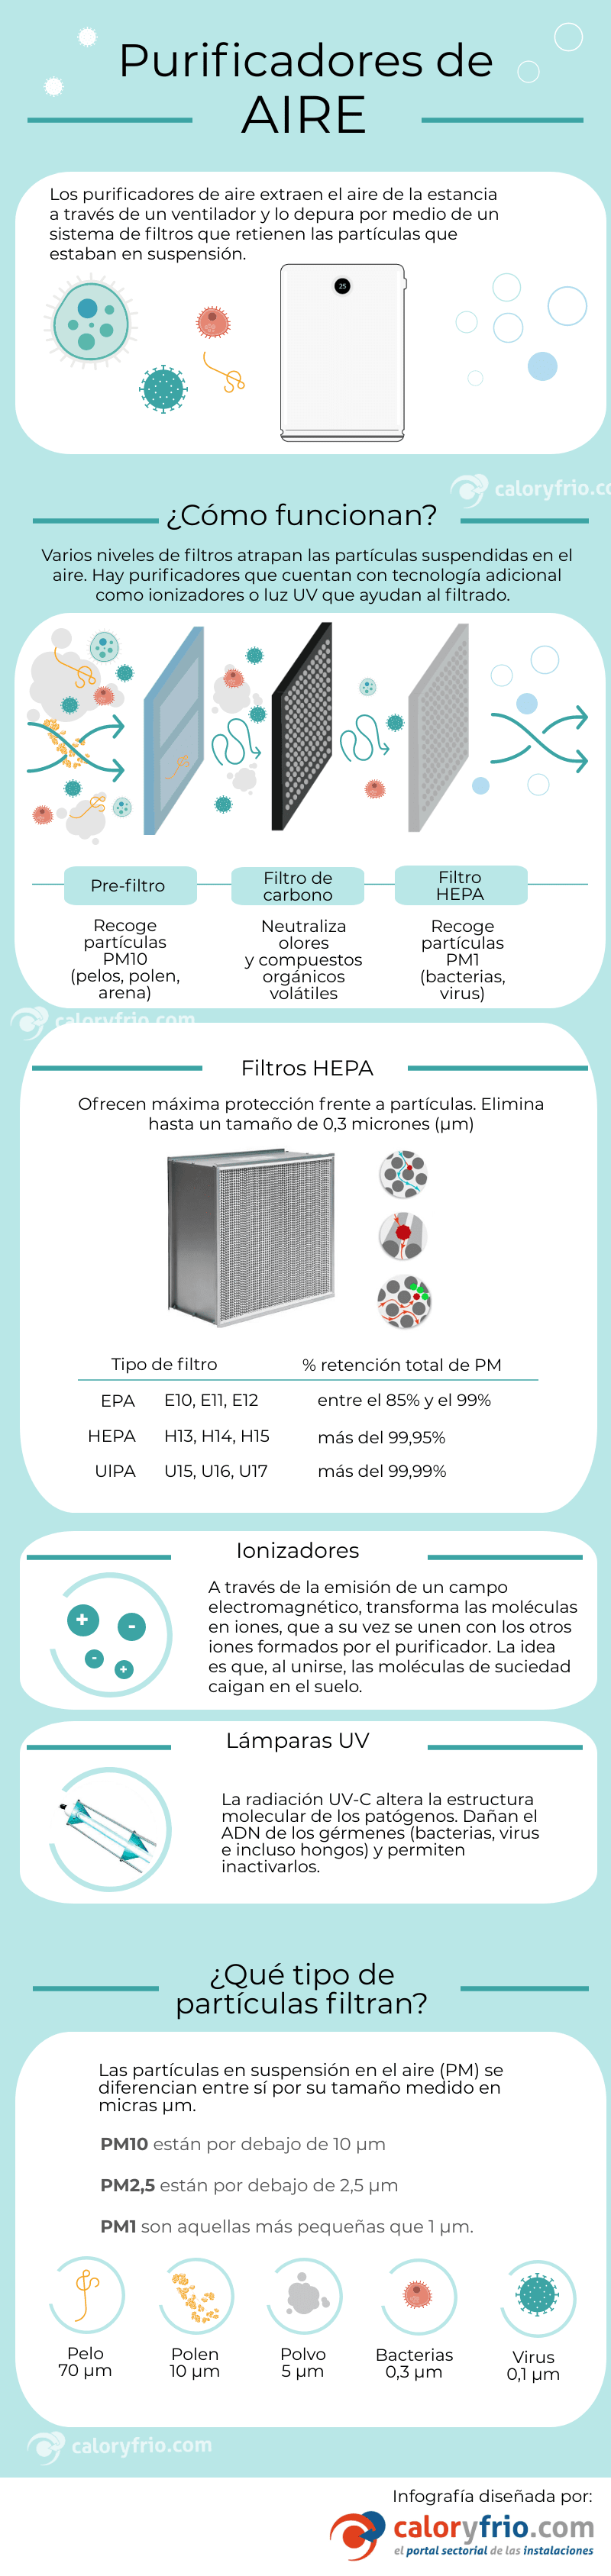 Purificadores de
AIRE
Los purificadores de aire extraen el aire de la estancia
a través de un ventilador y lo depura por medio de un
sistema de filtros que retienen las partículas que
estaban en suspensión.
25
caloryfrio.co
¿Cómo funcionan?
Varios niveles de filtros atrapan las partículas suspendidas en el
aire. Hay purificadores que cuentan con tecnología adicional
como ionizadores o luz UV que ayudan al filtrado.
Pre-filtro
Recoge
partículas
PM10
(pelos, polen,
arena)
Filtro de
carbono
Neutraliza
olores
y compuestos
orgánicos
volátiles
Filtro
HEPA
Recoge
partículas
PM1
(bacterias,
virus)
caloryfrio.com
Filtros HEPA
Ofrecen máxima protección frente a partículas. Elimina
hasta un tamaño de 0,3 micrones (µm)
Tipo de filtro % retención total de PM
EPA E10, E11, E12 entre el 85% y el 99%
HEPA H13, H14, H15 más del 99,95%
UlPA U15, U16, U17 más del 99,99%
Ionizadores
+ -
- +
A través de la emisión de un campo
electromagnético, transforma las moléculas
en iones, que a su vez se unen con los otros
iones formados por el purificador. La idea
es que, al unirse, las moléculas de suciedad
caigan en el suelo.
Lámparas UV
La radiación UV-C altera la estructura
molecular de los patógenos. Dañan el
ADN de los gérmenes (bacterias, virus
e incluso hongos) y permiten
inactivarlos.
¿Qué tipo de
partículas filtran?
Las partículas en suspensión en el aire (PM) se
diferencian entre sí por su tamaño medido en
micras µm.
PM10 están por debajo de 10 µm
PM2,5 están por debajo de 2,5 µm
PM1 son aquellas más pequeñas que 1 µm.
Pelo
70 µm
Polen
10 µm
Polvo
5 µm
Bacterias
0,3 µm
Virus
0,1 µm
caloryfrio.com
Infografía diseñada por:
caloryfrio.com
el portal sectorial de las instalaciones